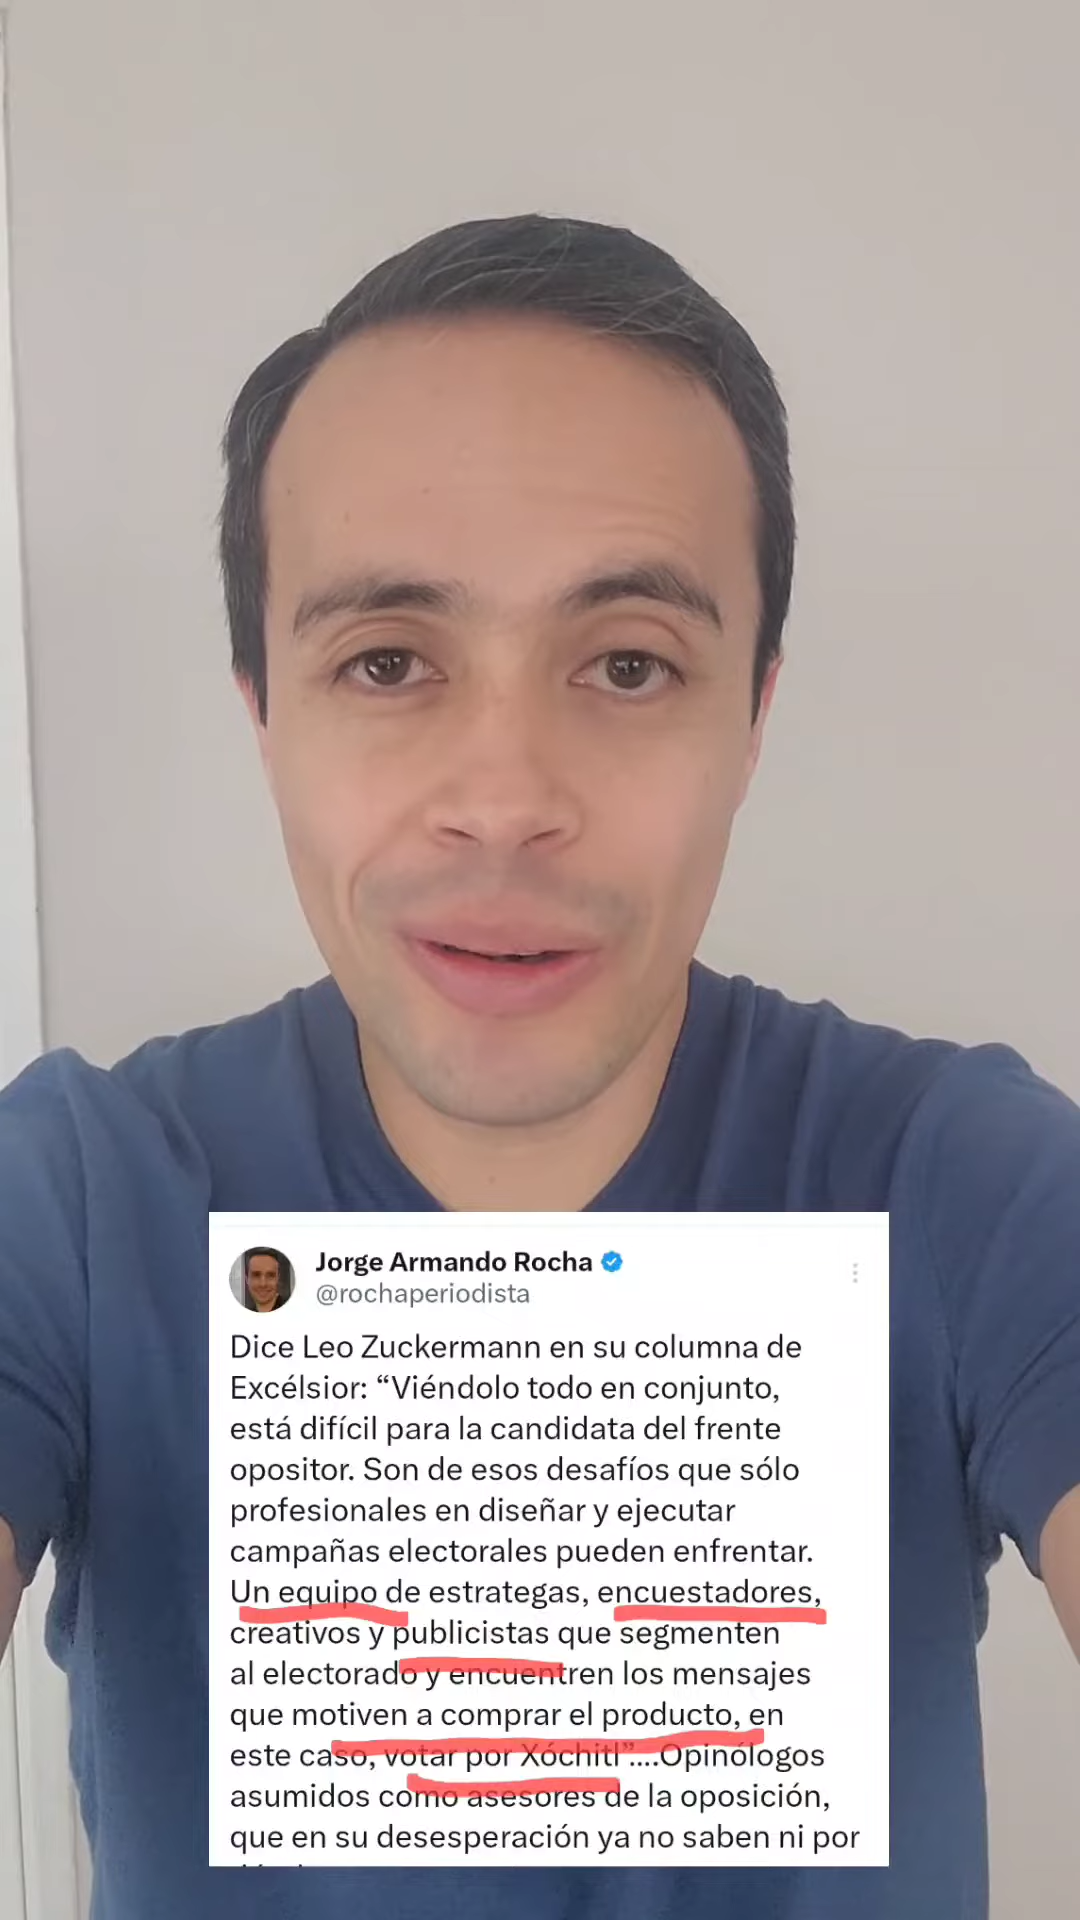 Jorge Armando Rocha
@rochaperiodista
Dice Leo Zuckermann en su columna de
Excélsior: “Viéndolo todo en conjunto,
está difícil para la candidata del frente
opositor. Son de esos desafíos que sólo
profesionales en diseñar y ejecutar
campañas electorales pueden enfrentar.
Un equipo de estrategas, encuestadores,
creativos y publicistas que segmenten
al electorado y encuentren los mensajes
que motiven a comprar el producto, en
este caso, votar por Xóchitl”....Opinólogos
asumidos como asesores de la oposición,
que en su desesperación ya no saben ni por